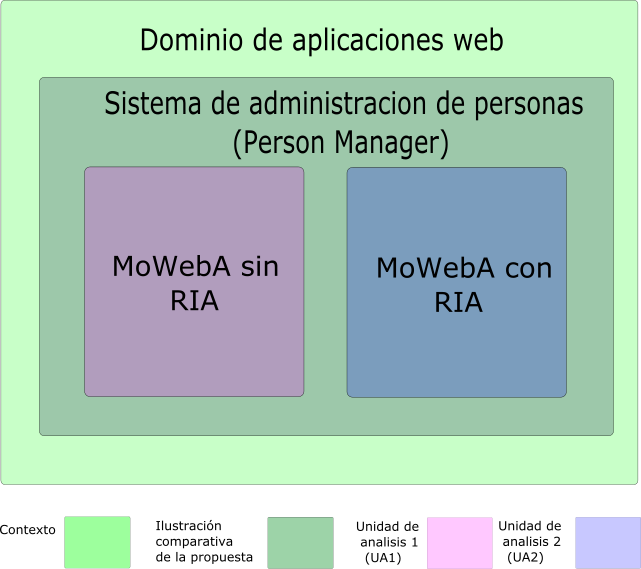 Dominio de aplicaciones web
Sistema de administracion de personas
(Person Manager)
MoWebA sin
RIA
MoWebA con
RIA
Contexto
Ilustración
comparativa
de la propuesta
Unidad de
analisis 1
(UA1)
Unidad de
analisis 2
(UA2)